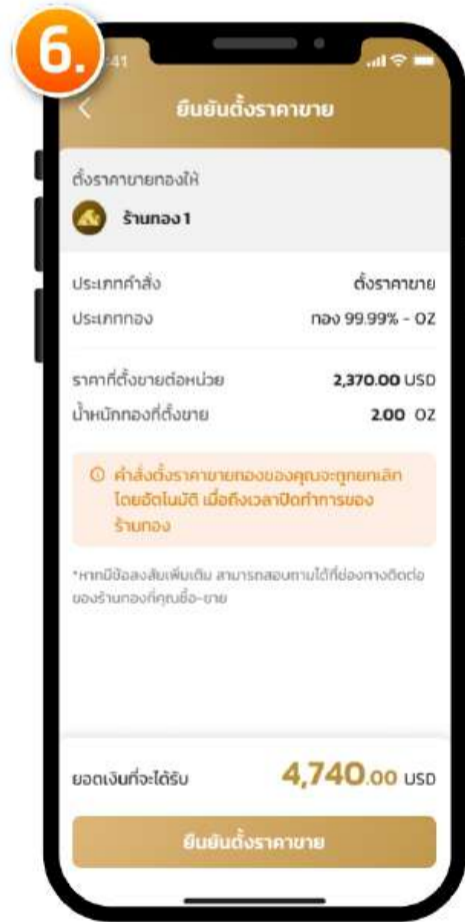 6.
41
ยืนยันตั้งราคาขาย
ตั้งราคาขายทองให้
ร้านทอง 1
ประเภทคำสั่ง ตั้งราคาขาย
ประเภททอง ทอง 99.99% - OZ
ราคาที่ตั้งขายต่อหน่วย 2,370.00 USD
น้ำหนักทองที่ตั้งขาย 2.00 OZ
คำสั่งตั้งราคาขายทองของคุณจะถูกยกเลิก
โดยอัตโนมัติ เมื่อถึงเวลาปิดทำการของ
ร้านทอง
*หากมีข้อสงสัยเพิ่มเติม สามารถสอบถามได้ที่ช่องทางติดต่อ
ของร้านทองที่คุณซื้อ-ขาย
ยอดเงินที่จะได้รับ 4,740.00 USD
ยืนยันตั้งราคาขาย